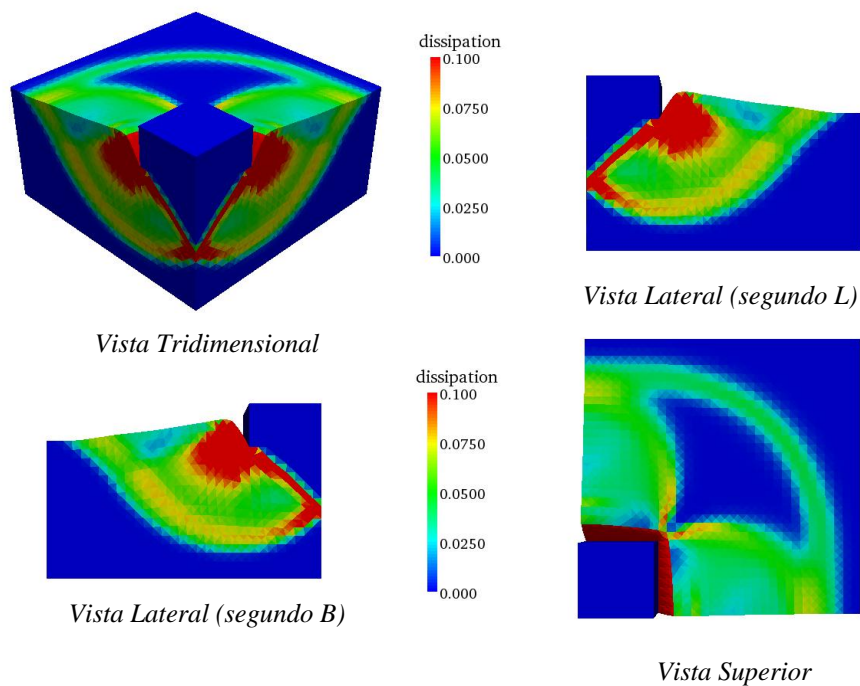 dissipation
0.100
0.0750
0.0500
0.0250
0.000
Vista Tridimensional
Vista Lateral (segundo L)
dissipation
0.100
0.0750
0.0500
0.0250
0.000
Vista Lateral (segundo B)
Vista Superior